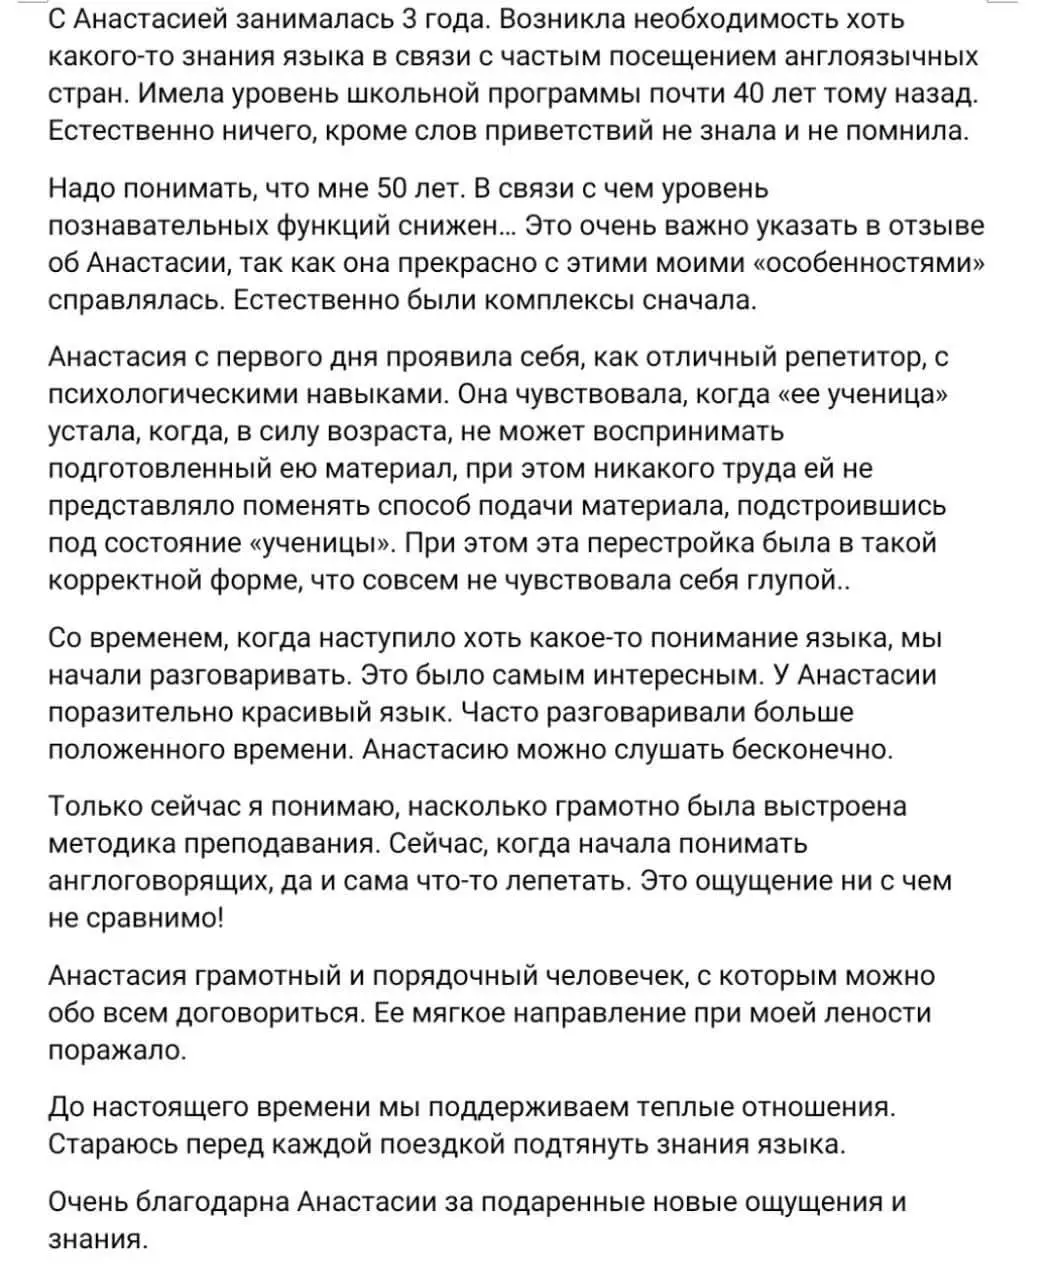 С Анастасией занималась 3 года. Возникла необходимость хоть
какого-то знания языка в связи с частым посещением англоязычных
стран. Имела уровень школьной программы почти 40 лет тому назад.
Естественно ничего, кроме слов приветствий не знала и не помнила.
Надо понимать, что мне 50 лет. В связи с чем уровень
познавательных функций снижен... Это очень важно указать в отзыве
об Анастасии, так как она прекрасно с этими моими «особенностями»
справлялась. Естественно были комплексы сначала.
Анастасия с первого дня проявила себя, как отличный репетитор, с
психологическими навыками. Она чувствовала, когда «ее ученица»
устала, когда, в силу возраста, не может воспринимать
подготовленный ею материал, при этом никакого труда ей не
представляло поменять способ подачи материала, подстроившись
под состояние «ученицы». При этом эта перестройка была в такой
корректной форме, что совсем не чувствовала себя глупой..
Со временем, когда наступило хоть какое-то понимание языка, мы
начали разговаривать. Это было самым интересным. У Анастасии
поразительно красивый язык. Часто разговаривали больше
положенного времени. Анастасию можно слушать бесконечно.
Только сейчас я понимаю, насколько грамотно была выстроена
методика преподавания. Сейчас, когда начала понимать
англоговорящих, да и сама что-то лепетать. Это ощущение ни с чем
не сравнимо!
Анастасия грамотный и порядочный человечек, с которым можно
обо всем договориться. Ее мягкое направление при моей лености
поражало.
До настоящего времени мы поддерживаем теплые отношения.
Стараюсь перед каждой поездкой подтянуть знания языка.
Очень благодарна Анастасии за подаренные новые ощущения и
знания.